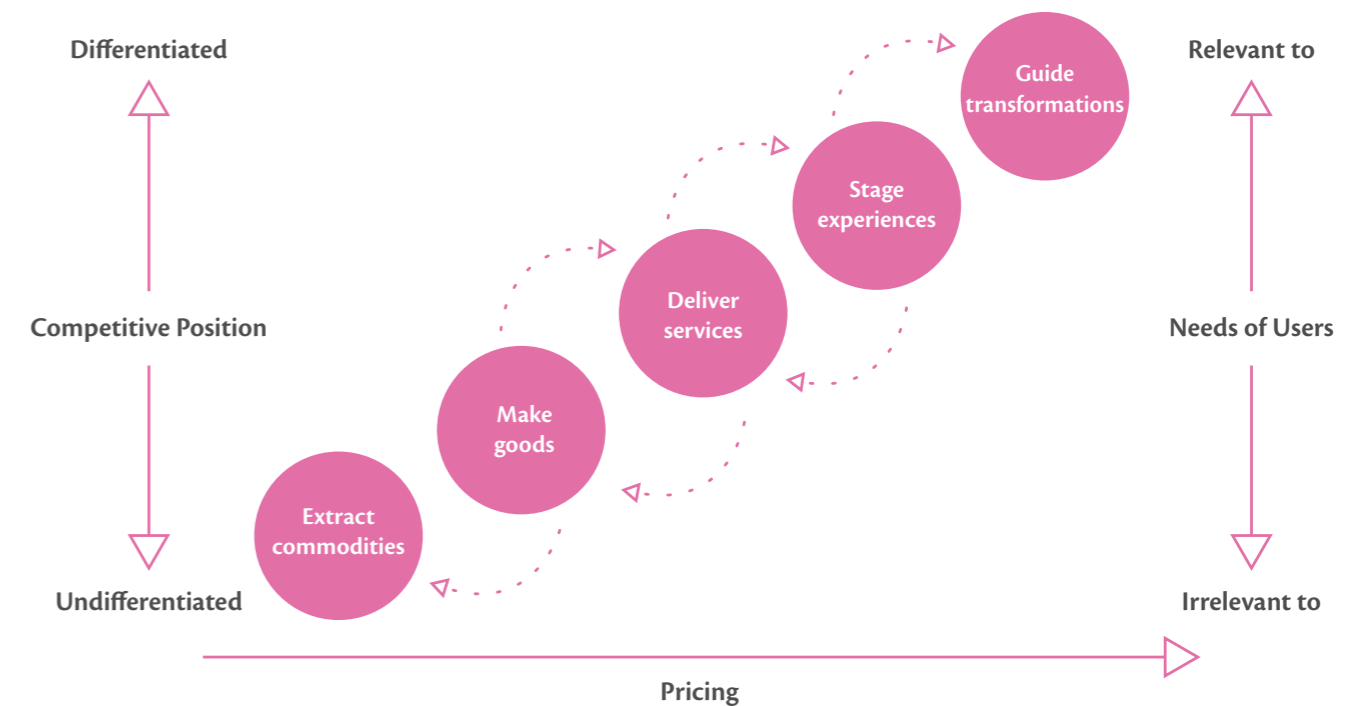 Differentiated
Relevant to
Guide
transformations
Stage
experiences
Deliver
services
Competitive Position
Needs of Users
Make
goods
Extract
commodities
Undifferentiated
Irrelevant to
Pricing